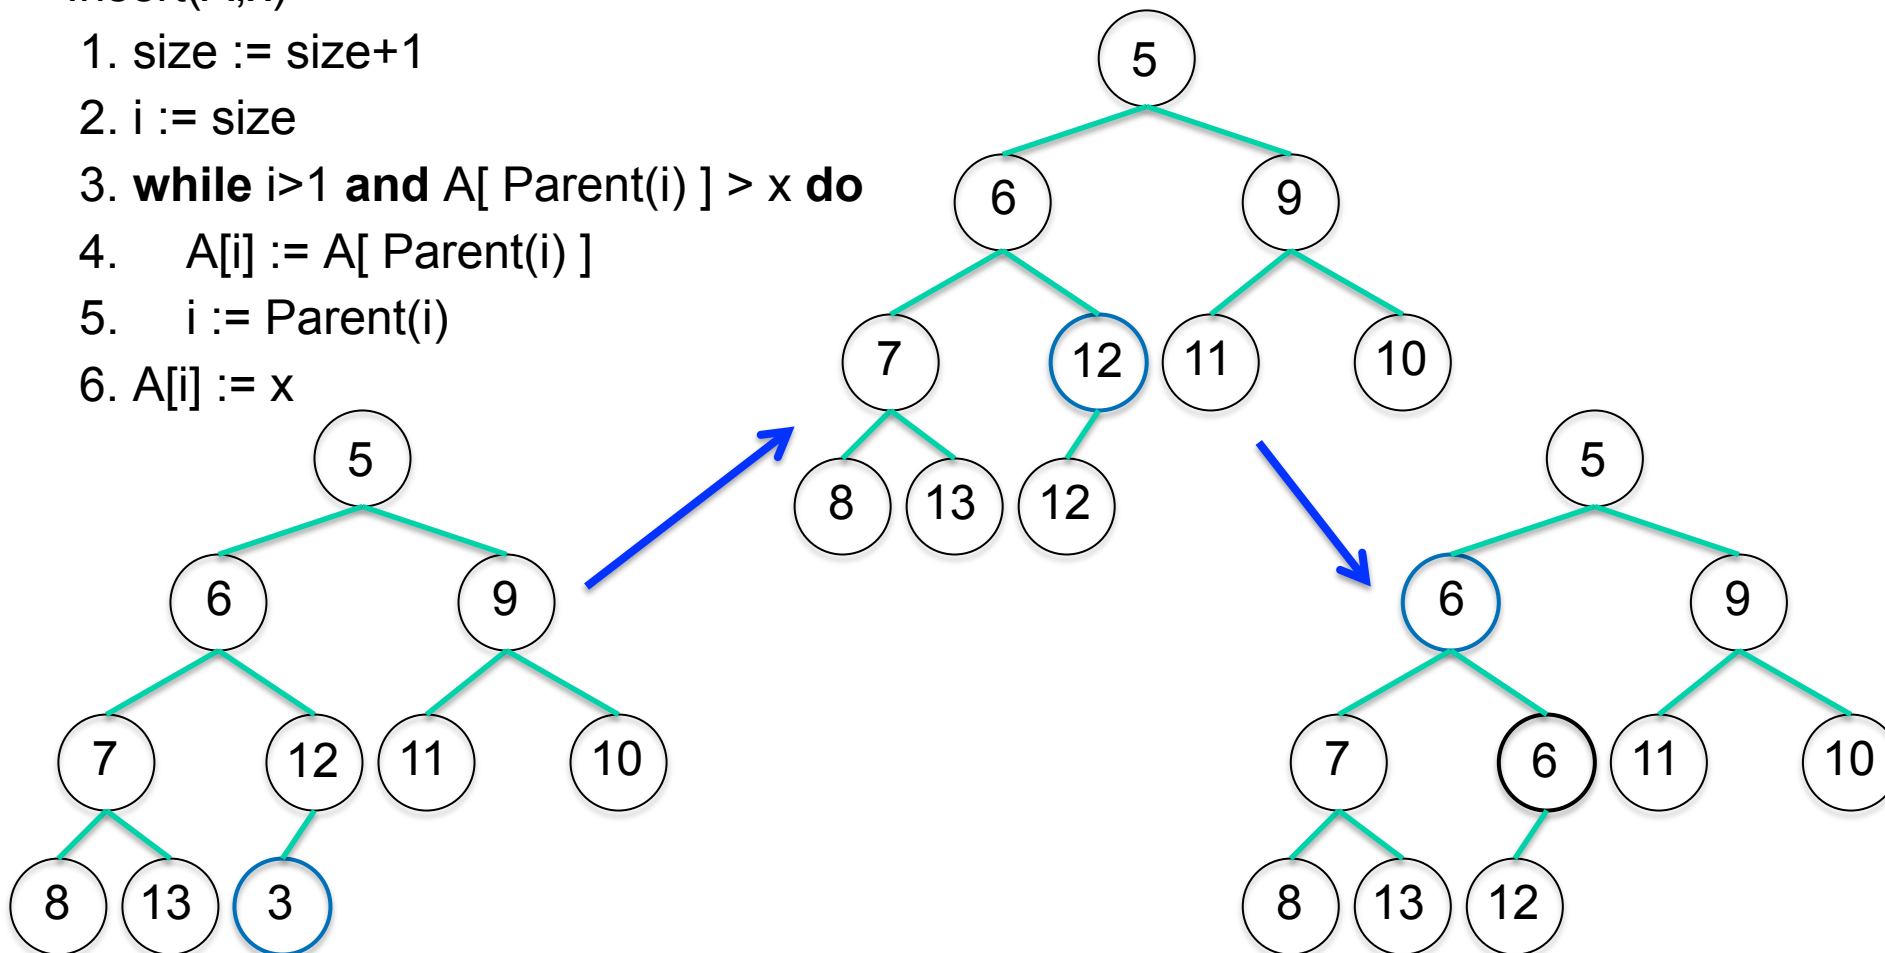 1. size := size+1
2. i := size
3. while i>1 and A[ Parent(i) ] > x do
4. A[i] := A[ Parent(i) ]
5. i := Parent(i)
6. A[i] := x
5
6 9
7 12 11 10
8 13 3
5
6 9
7 12 11 10
8 13 12
5
6 9
7 6 11 10
8 13 12